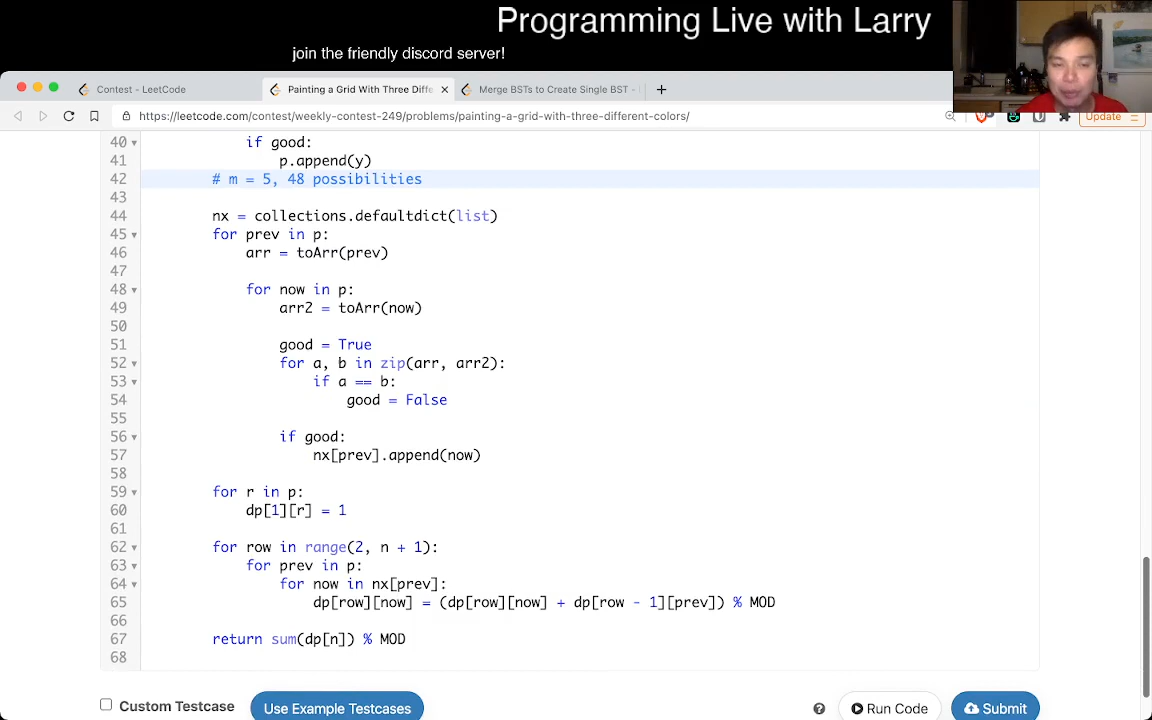 Programming Live with Larry
join the friendly discord server!
Contest - LeetCode
Painting a Grid With Three Diffe
Merge BSTs to Create Single BST -
https://leetcode.com/contest/weekly-contest-249/problems/painting-a-grid-with-three-different-colors/
Update
40 if good:
41 p.append(y)
42 # m = 5, 48 possibilities
43
44 nx = collections.defaultdict(list)
45 for prev in p:
46 arr = toArr(prev)
47
48 for now in p:
49 arr2 = toArr(now)
50
51 good = True
52 for a, b in zip(arr, arr2):
53 if a == b:
54 good = False
55
56 if good:
57 nx[prev].append(now)
58
59 for r in p:
60 dp[1][r] = 1
61
62 for row in range(2, n + 1):
63 for prev in p:
64 for now in nx[prev]:
65 dp[row][now] = (dp[row][now] + dp[row - 1][prev]) % MOD
66
67 return sum(dp[n]) % MOD
68
Custom Testcase
Use Example Testcases
?
Run Code
Submit